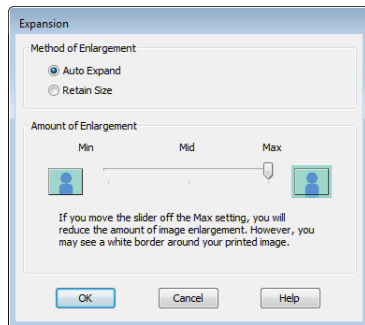 Expansion
Method of Enlargement
Auto Expand
Retain Size
Amount of Enlargement
Min Mid Max
If you move the slider off the Max setting, you will
reduce the amount of image enlargement. However, you
may see a white border around your printed image.
OK Cancel Help